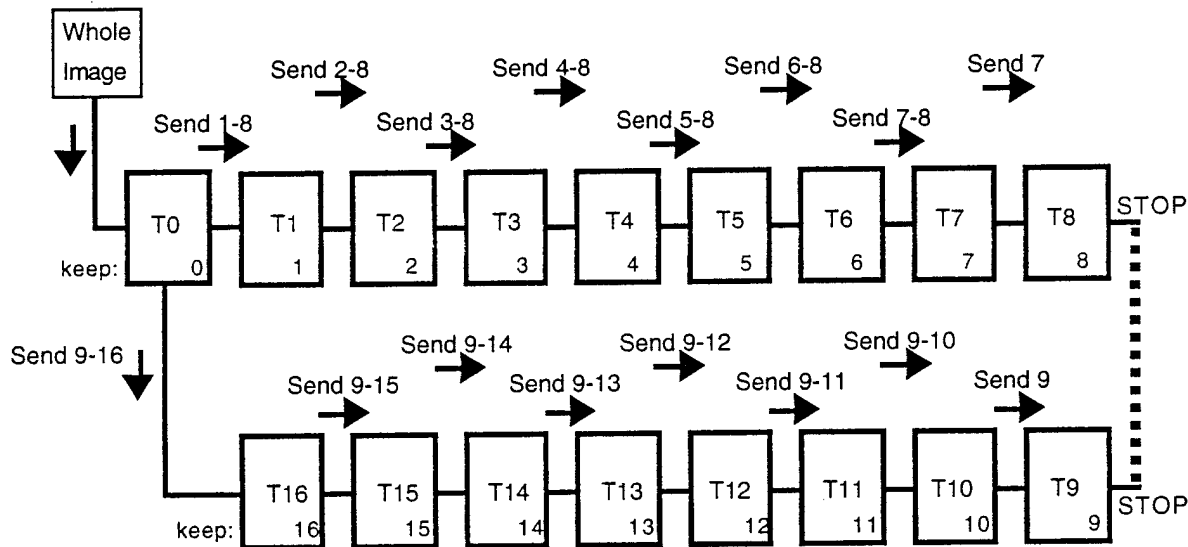 Whole
Image
Send 2-8
Send 4-8
Send 6-8
Send 7
Send 1-8
Send 3-8
Send 5-8
Send 7-8
T0
T1
T2
T3
T4
T5
T6
T7
T8
STOP
keep:
0
1
2
3
4
5
6
7
8
Send 9-16
Send 9-15
Send 9-14
Send 9-13
Send 9-12
Send 9-11
Send 9-10
Send 9
T16
T15
T14
T13
T12
T11
T10
T9
STOP
keep:
16
15
14
13
12
11
10
9